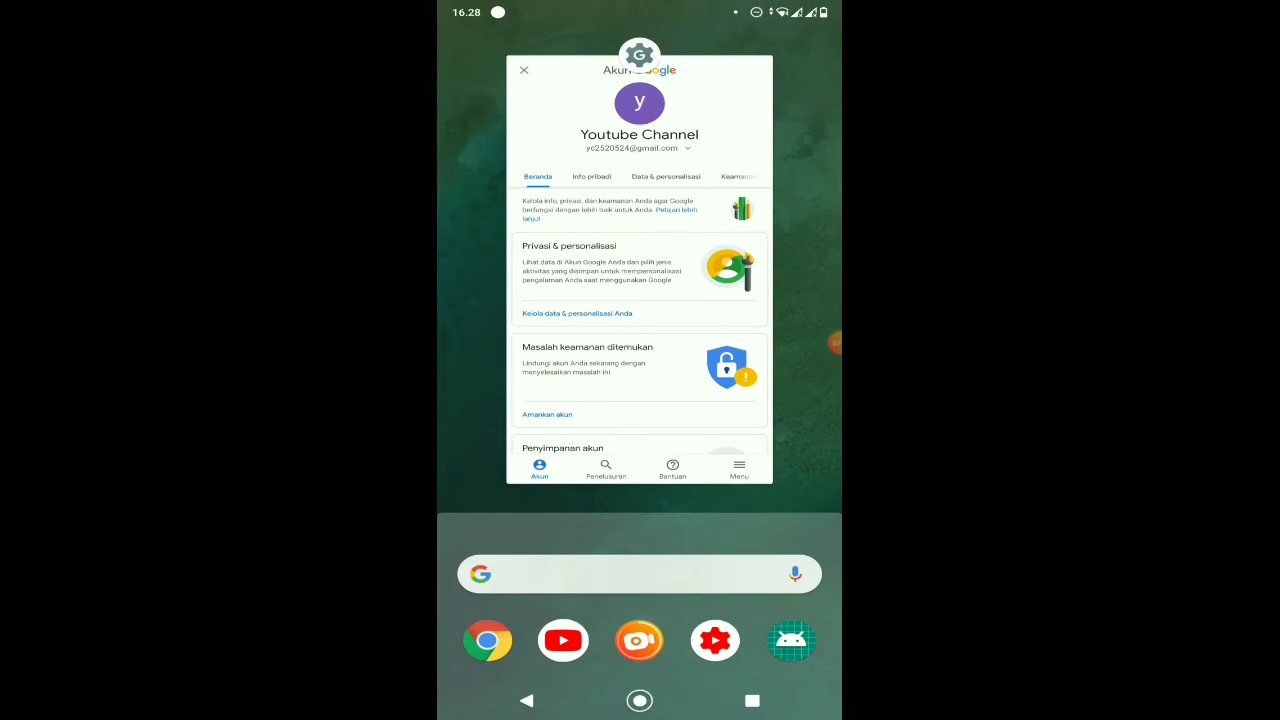 16.28
Akun Google
y
Youtube Channel
yc2520524@gmail.com
Beranda
Info pribadi
Data & personalisasi
Keamanan
Kelola info, privasi, dan keamanan Anda agar Google
berfungsi dengan lebih baik untuk Anda. Pelajari lebih
lanjut
Privasi & personalisasi
Lihat data di Akun Google Anda dan pilih jenis
aktivitas yang disimpan untuk mempersonalisasi
pengalaman Anda saat menggunakan Google
Kelola data & personalisasi Anda
Masalah keamanan ditemukan
Lindungi akun Anda sekarang dengan
menyelesaikan masalah ini
Amankan akun
Penyimpanan akun
Akun
Penelusuran
Bantuan
Menu